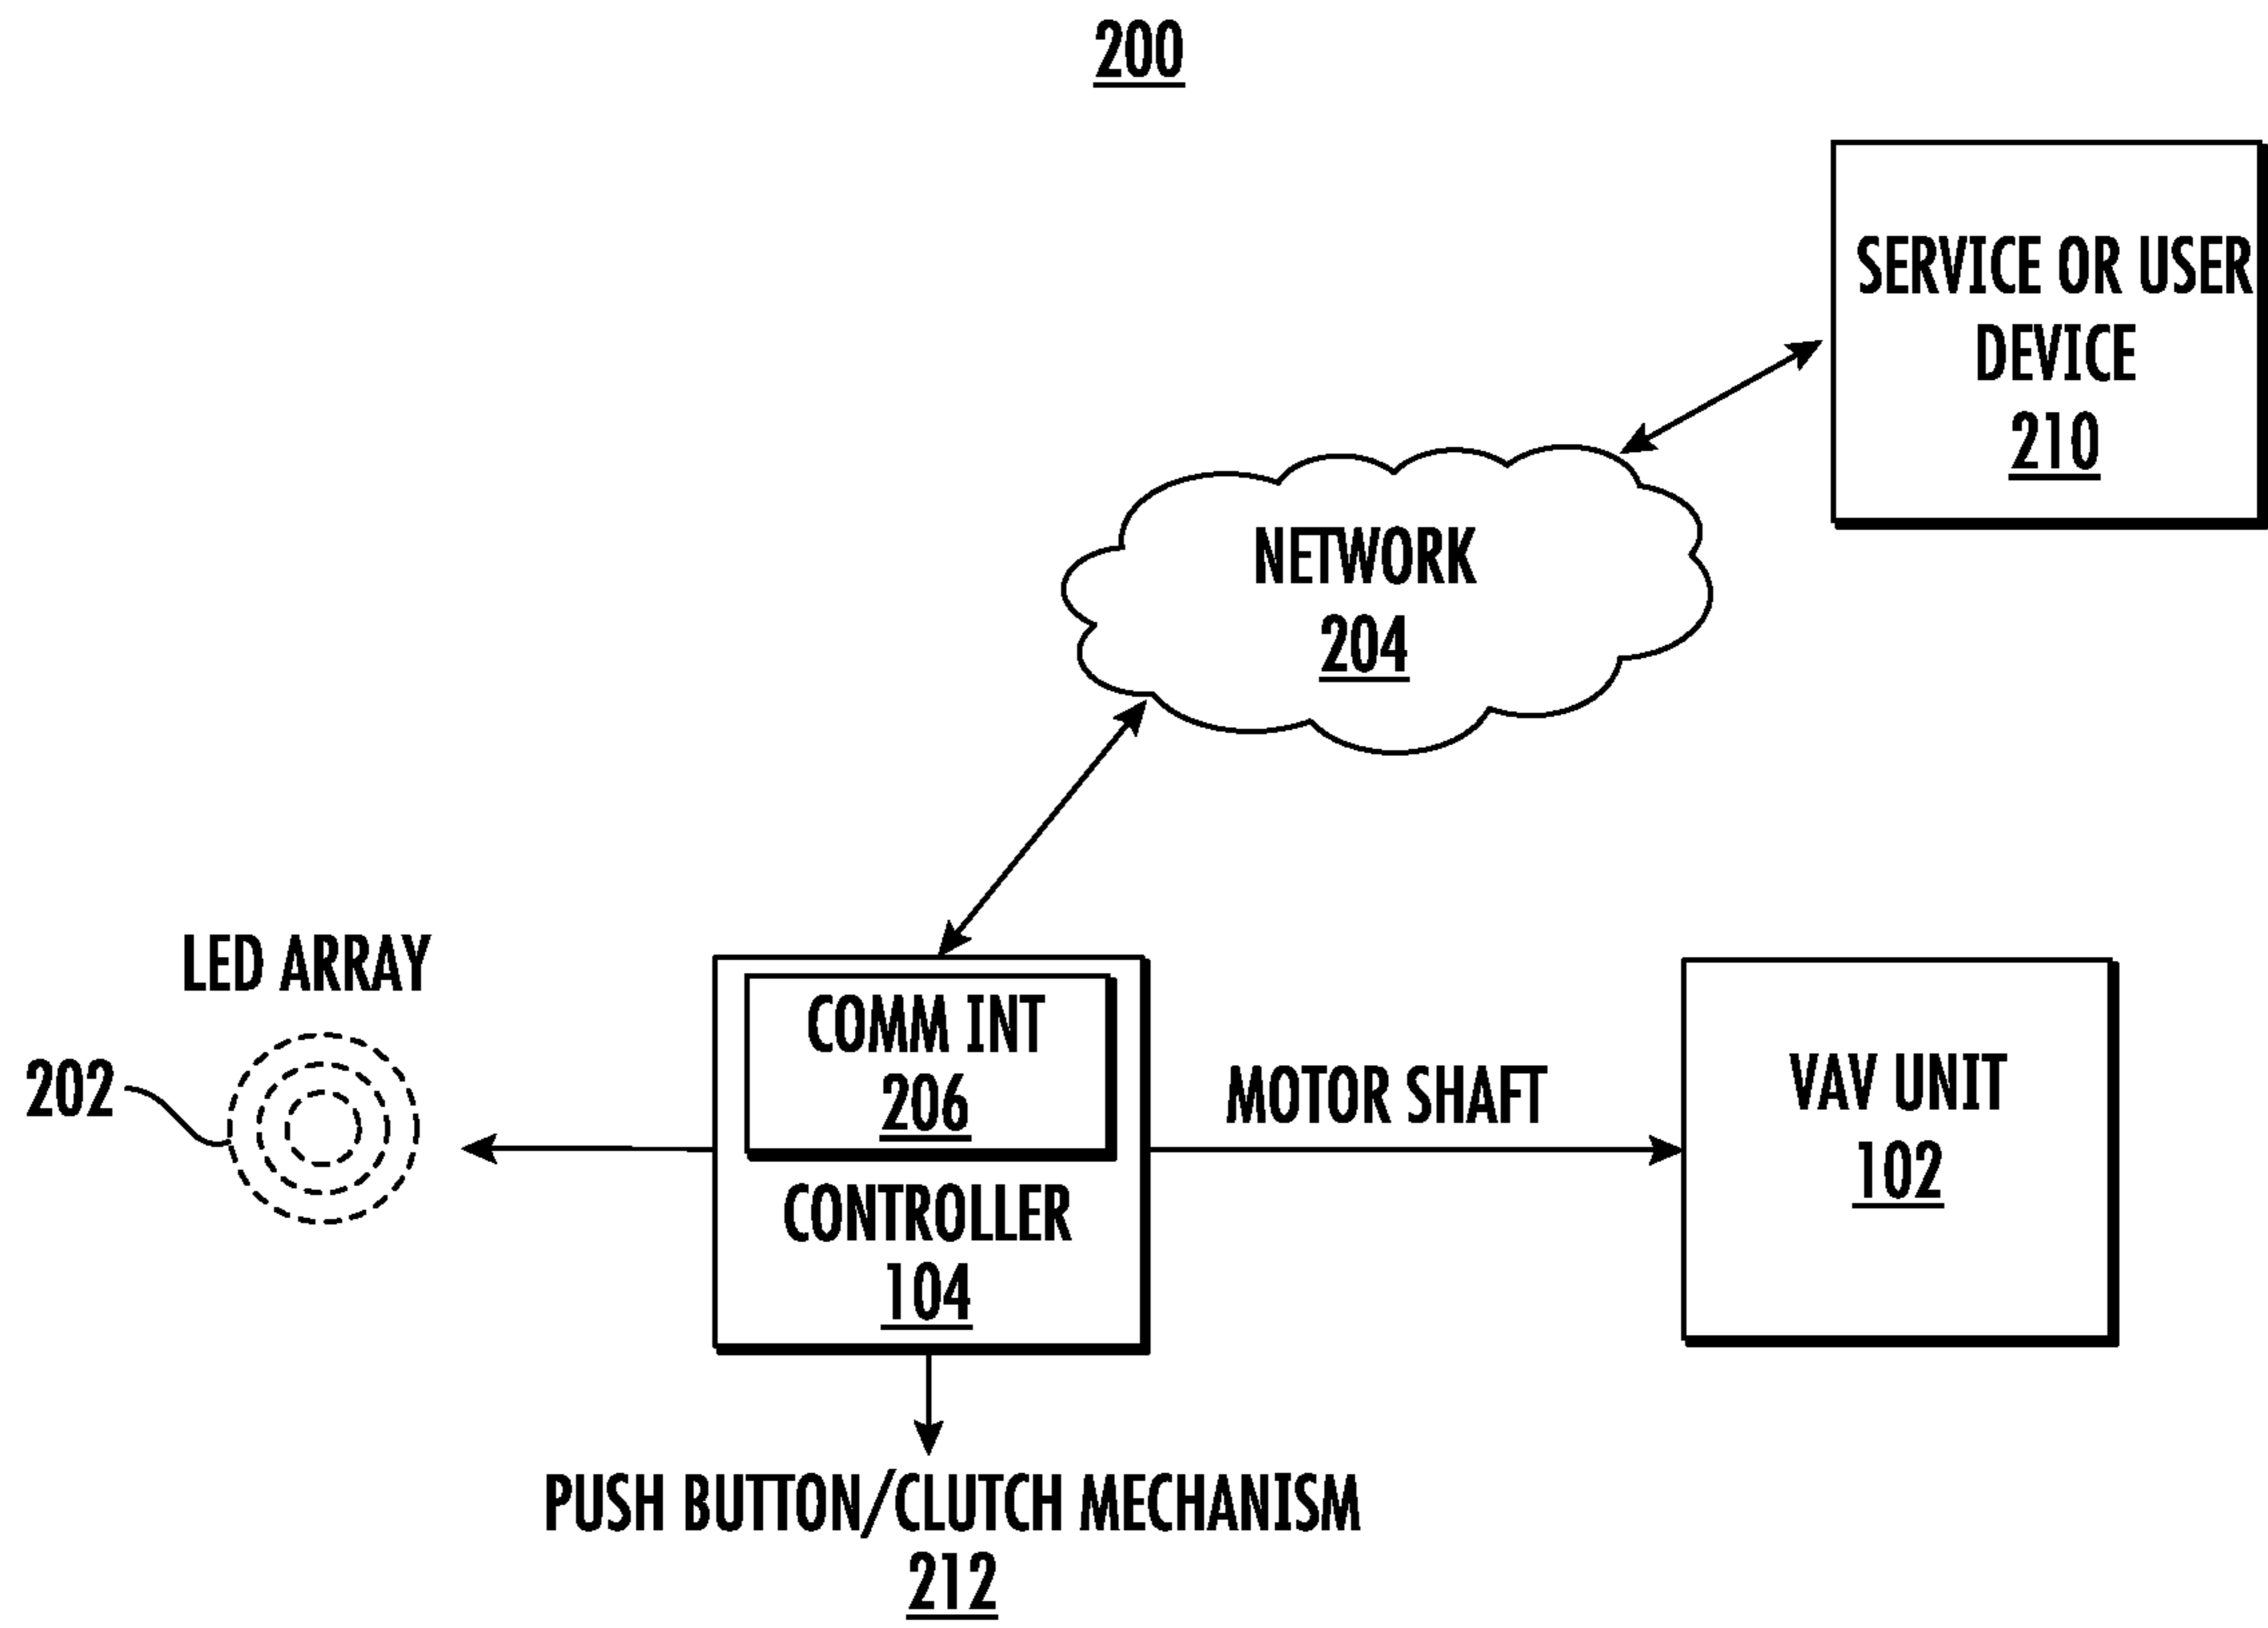 200
SERVICE OR USER
DEVICE
210
NETWORK
204
LED ARRAY
202
COMM INT
206
CONTROLLER
104
MOTOR SHAFT
VAV UNIT
102
PUSH BUTTON/CLUTCH MECHANISM
212